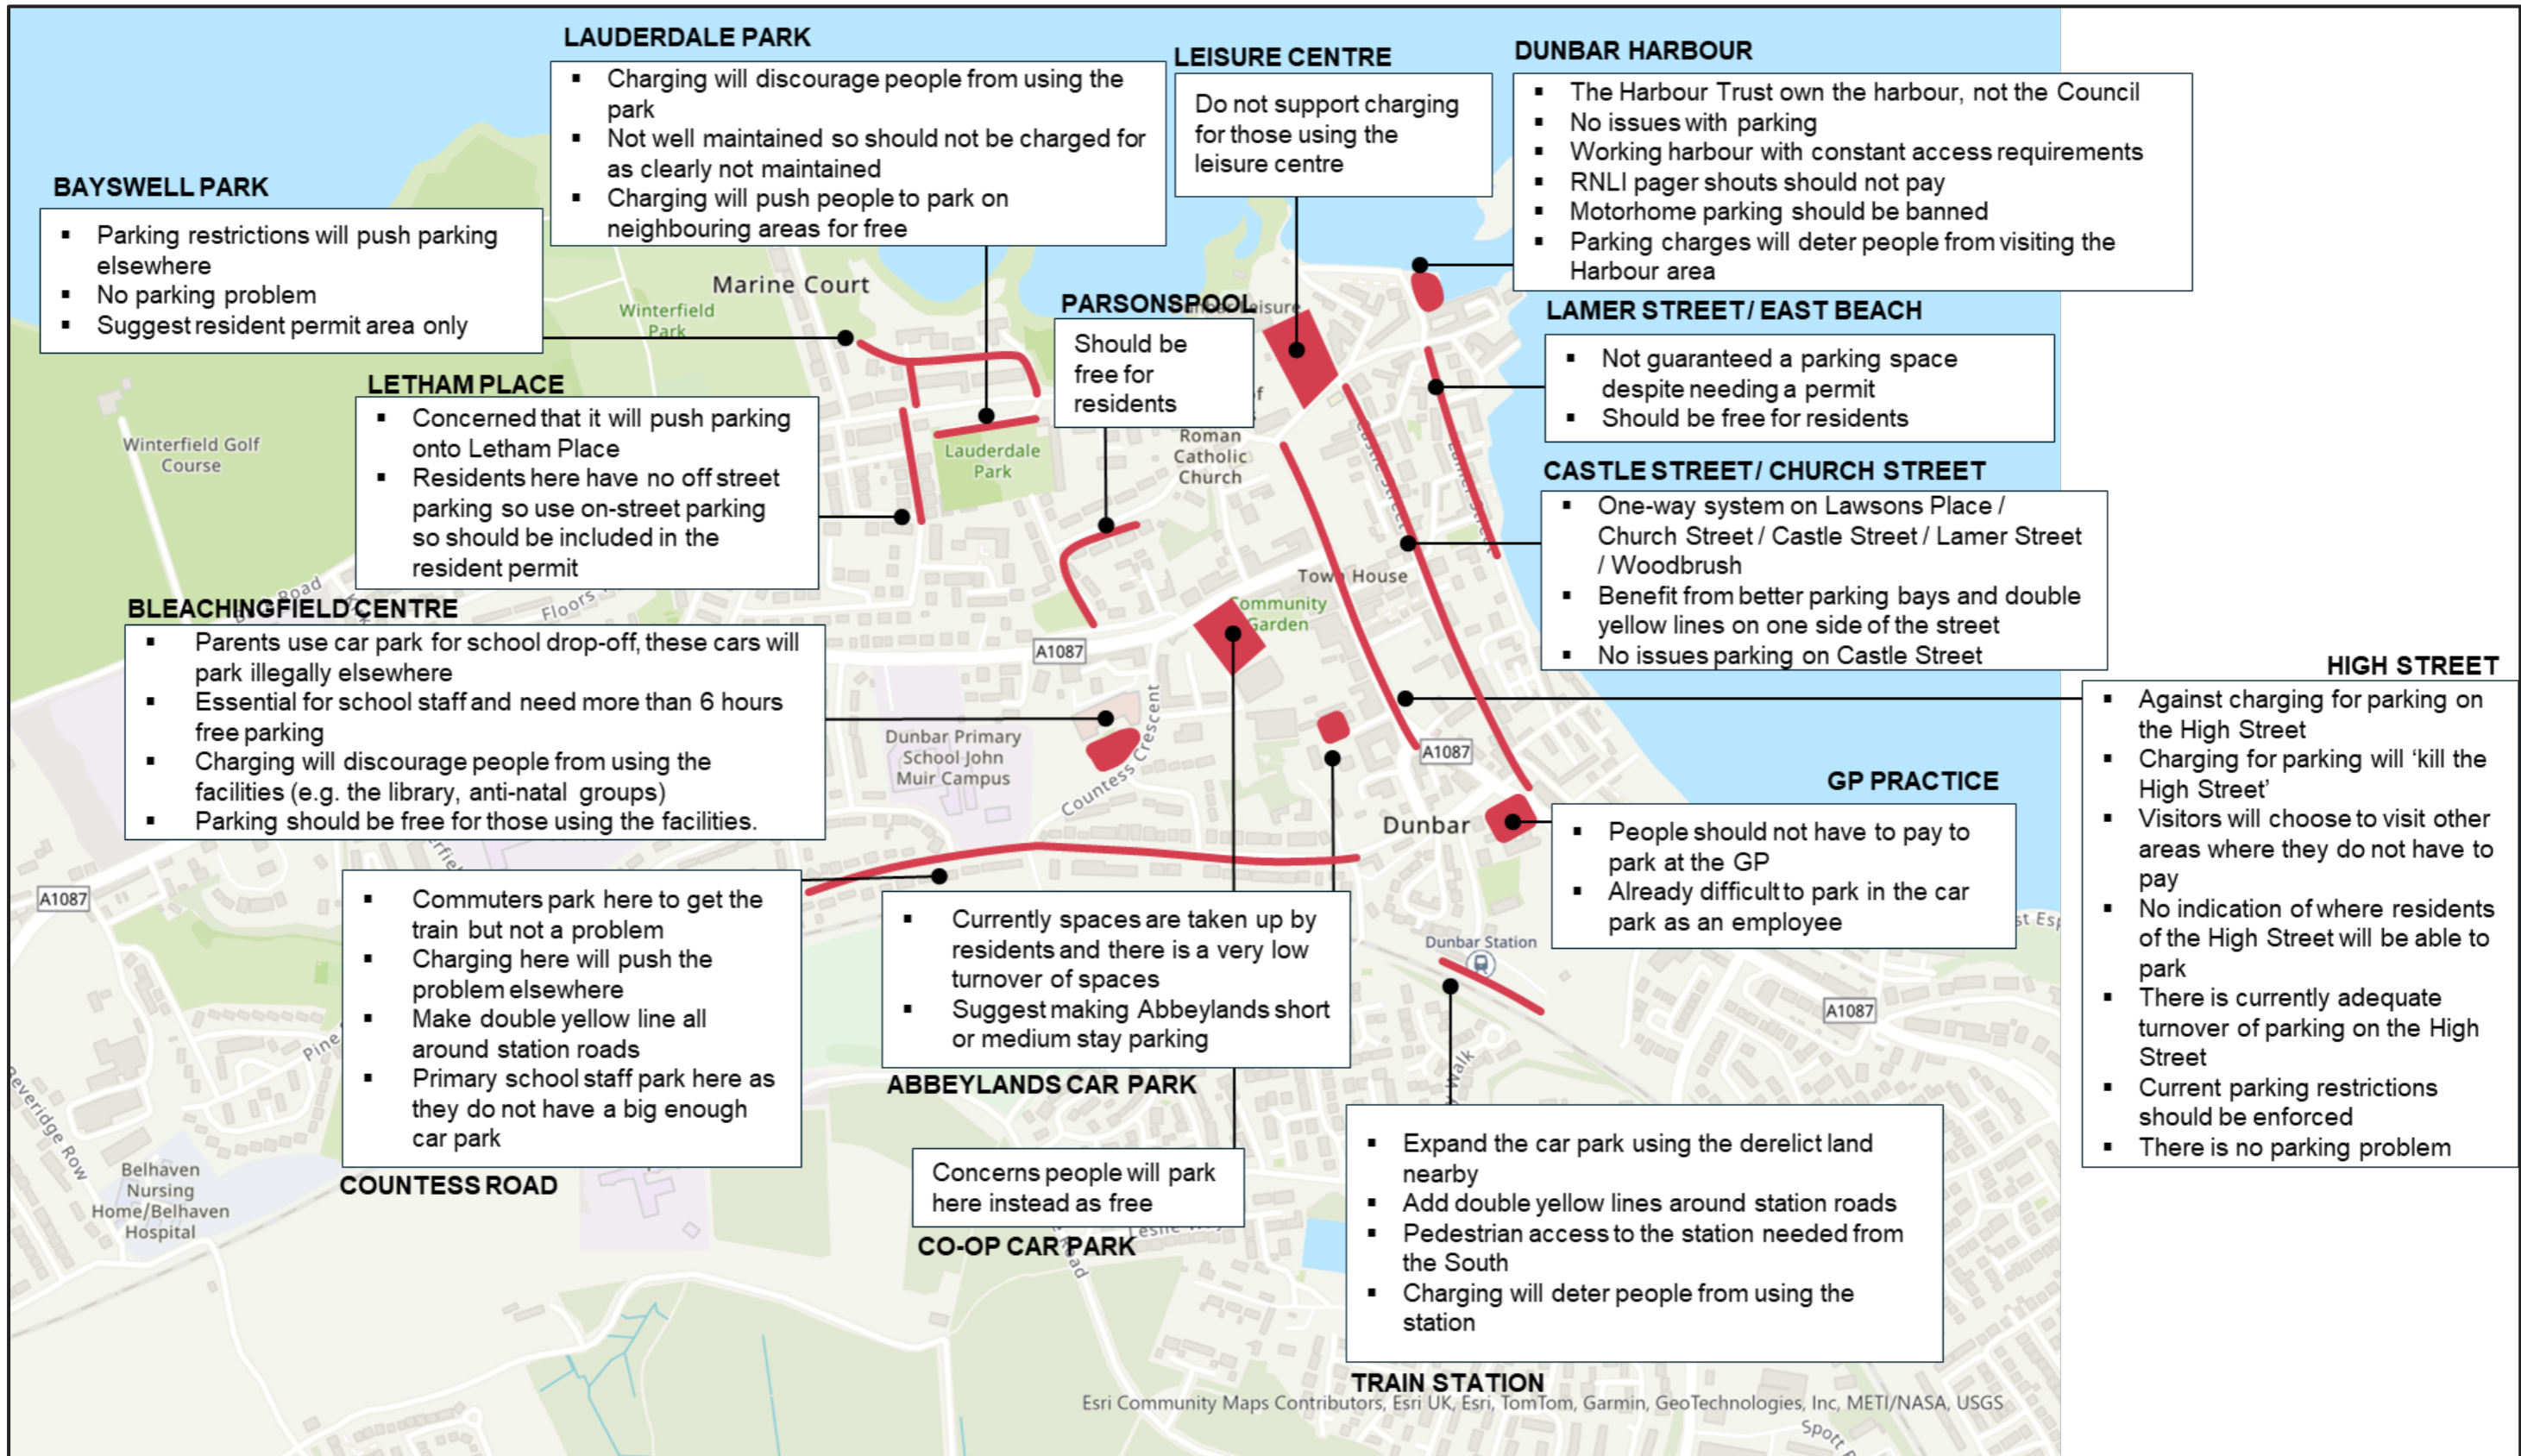 LAUDERDALE PARK
▪ Charging will discourage people from using the
park
▪ Not well maintained so should not be charged for
as clearly not maintained
▪ Charging will push people to park on
neighbouring areas for free
LEISURE CENTRE
Do not support charging
for those using the
leisure centre
DUNBAR HARBOUR
▪ The Harbour Trust own the harbour, not the Council
▪ No issues with parking
▪ Working harbour with constant access requirements
▪ RNLI pager shouts should not pay
▪ Motorhome parking should be banned
▪ Parking charges will deter people from visiting the
Harbour area
BAYSWELL PARK
▪ Parking restrictions will push parking
elsewhere
▪ No parking problem
▪ Suggest resident permit area only
Marine Court
Winterfield
Park
PARSONSPOOL
Leisure
Should be
free for
residents
LAMER STREET / EAST BEACH
▪ Not guaranteed a parking space
despite needing a permit
▪ Should be free for residents
LETHAM PLACE
▪ Concerned that it will push parking
onto Letham Place
▪ Residents here have no off street
parking so use on-street parking
so should be included in the
resident permit
Winterfield Golf
Course
Lauderdale
Park
Roman
Catholic
Church
Castle Street
Lamer Street
CASTLE STREET / CHURCH STREET
▪ One-way system on Lawsons Place /
Church Street / Castle Street / Lamer Street
/ Woodbrush
▪ Benefit from better parking bays and double
yellow lines on one side of the street
▪ No issues parking on Castle Street
Town House
Community
Garden
Road
Floors
A1087
BLEACHINGFIELD CENTRE
▪ Parents use car park for school drop-off, these cars will
park illegally elsewhere
▪ Essential for school staff and need more than 6 hours
free parking
▪ Charging will discourage people from using the
facilities (e.g. the library, anti-natal groups)
▪ Parking should be free for those using the facilities.
Dunbar Primary
School John
Muir Campus
Countess Crescent
A1087
HIGH STREET
▪ Against charging for parking on
the High Street
▪ Charging for parking will ‘kill the
High Street’
▪ Visitors will choose to visit other
areas where they do not have to
pay
▪ No indication of where residents
of the High Street will be able to
park
▪ There is currently adequate
turnover of parking on the High
Street
▪ Current parking restrictions
should be enforced
▪ There is no parking problem
GP PRACTICE
▪ People should not have to pay to
park at the GP
▪ Already difficult to park in the car
park as an employee
Dunbar
Dunbar Station
A1087
A1087
▪ Commuters park here to get the
train but not a problem
▪ Charging here will push the
problem elsewhere
▪ Make double yellow line all
around station roads
▪ Primary school staff park here as
they do not have a big enough
car park
COUNTESS ROAD
▪ Currently spaces are taken up by
residents and there is a very low
turnover of spaces
▪ Suggest making Abbeylands short
or medium stay parking
ABBEYLANDS CAR PARK
Concerns people will park
here instead as free
CO-OP CAR PARK
▪ Expand the car park using the derelict land
nearby
▪ Add double yellow lines around station roads
▪ Pedestrian access to the station needed from
the South
▪ Charging will deter people from using the
station
TRAIN STATION
Pine
Beveridge Row
Belhaven
Nursing
Home/Belhaven
Hospital
Walk
Road
Esri Community Maps Contributors, Esri UK, Esri, TomTom, Garmin, GeoTechnologies, Inc, METI/NASA, USGS
Spott